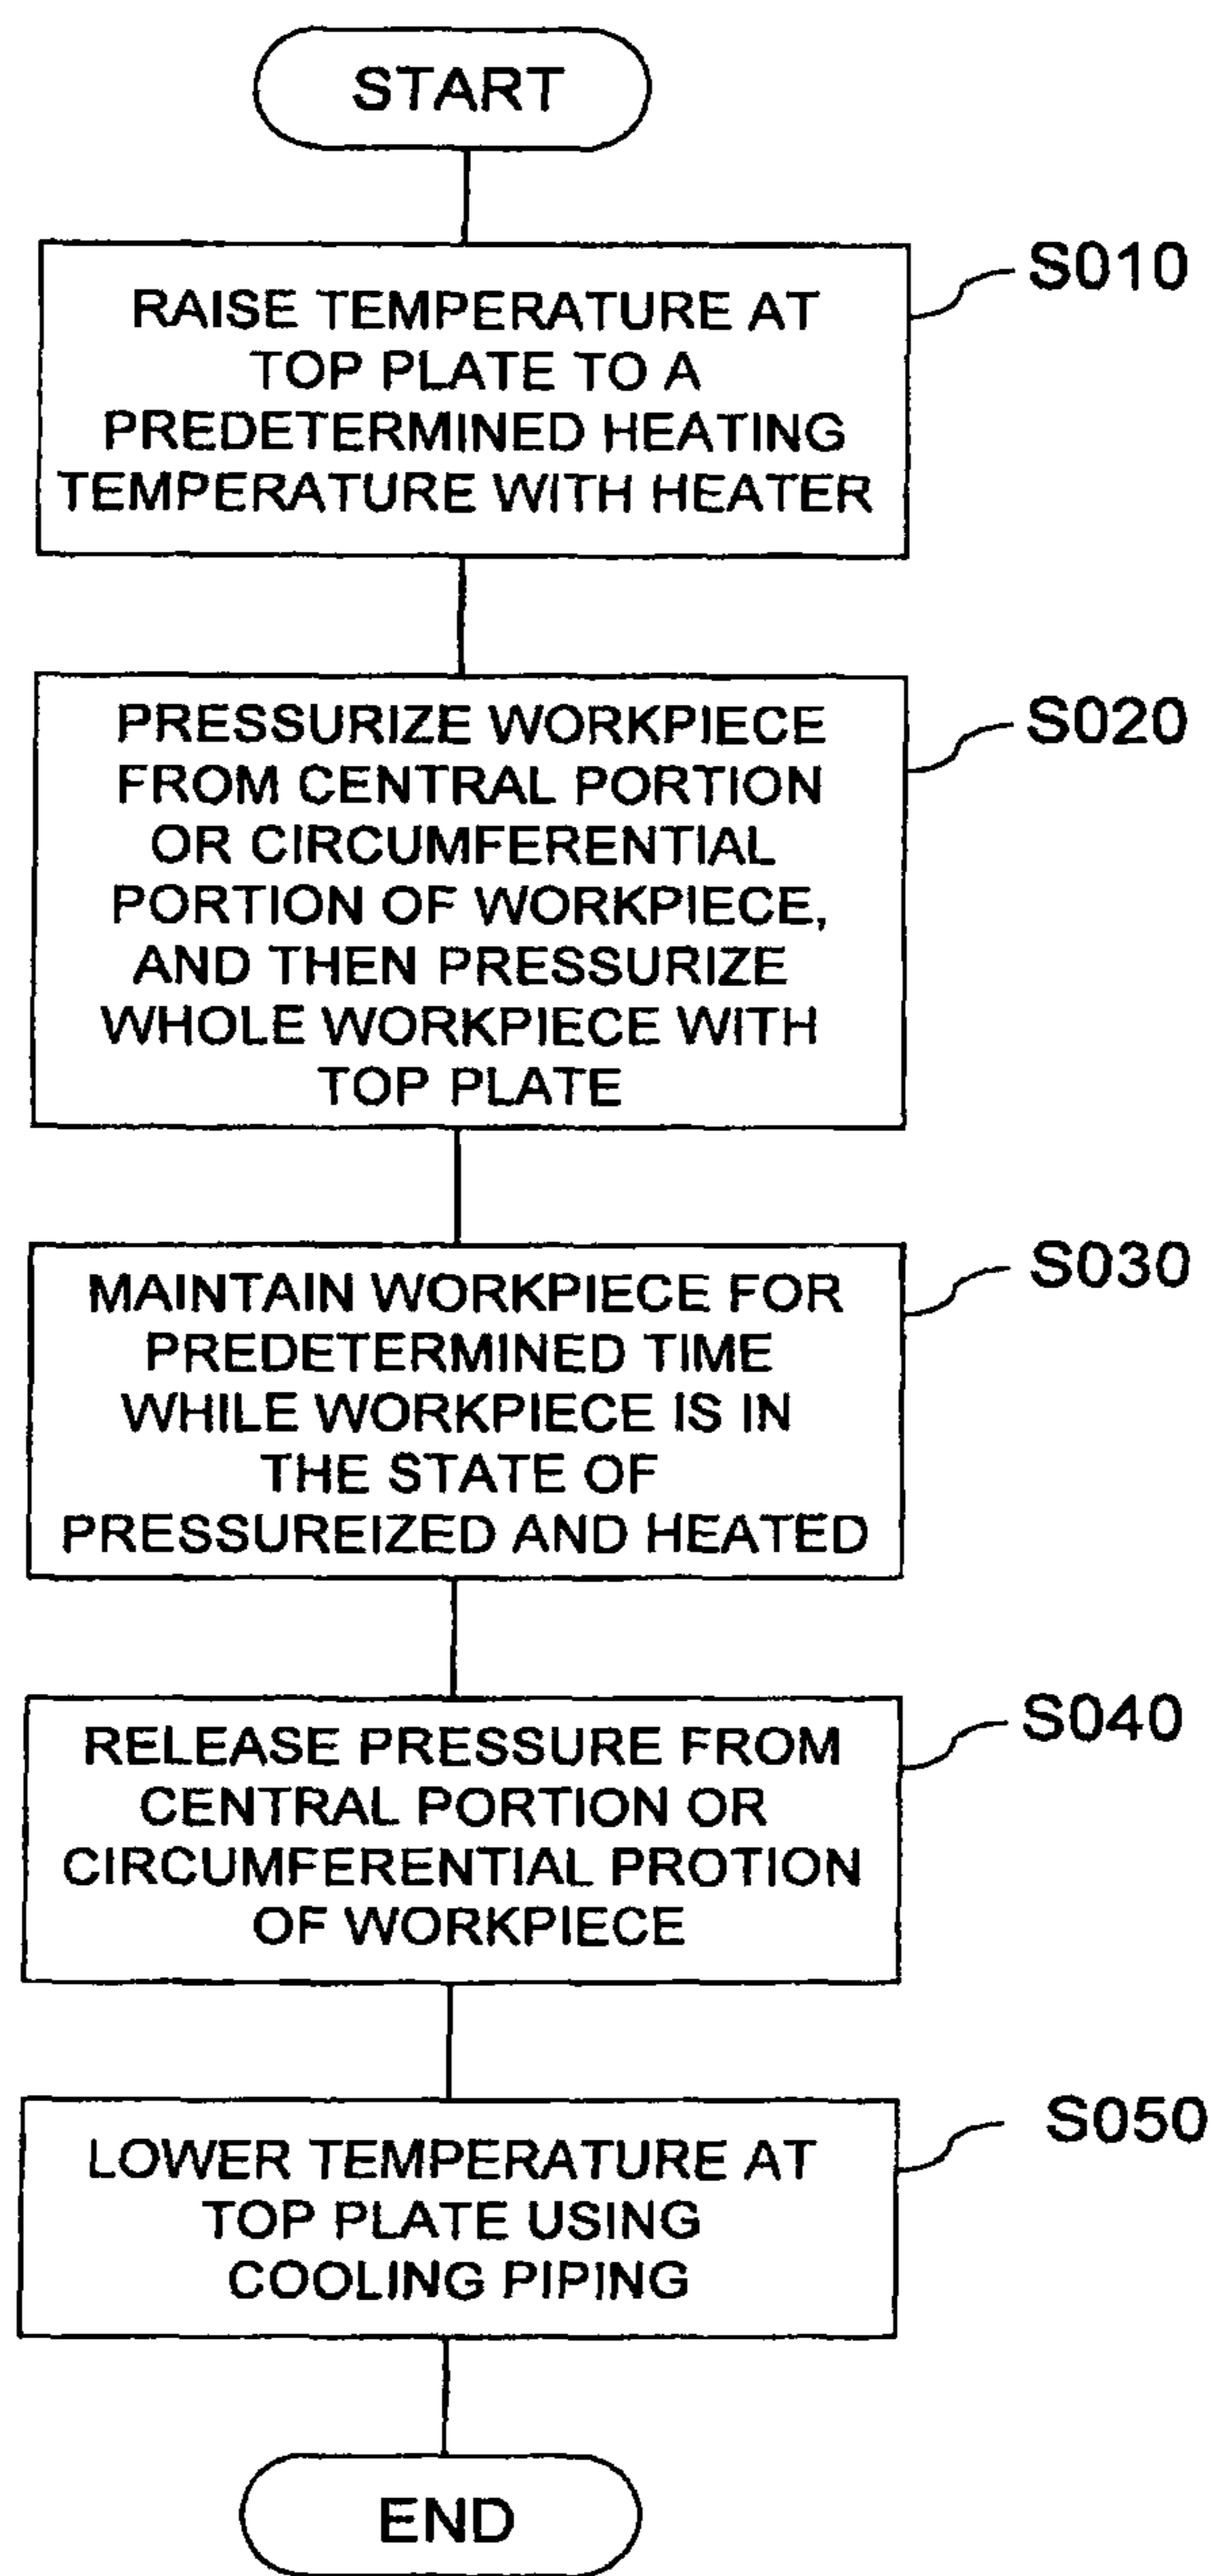 START
S010
RAISE TEMPERATURE AT
TOP PLATE TO A
PREDETERMINED HEATING
TEMPERATURE WITH HEATER
S020
PRESSURIZE WORKPIECE
FROM CENTRAL PORTION
OR CIRCUMFERENTIAL
PORTION OF WORKPIECE,
AND THEN PRESSURIZE
WHOLE WORKPIECE WITH
TOP PLATE
S030
MAINTAIN WORKPIECE FOR
PREDETERMINED TIME
WHILE WORKPIECE IS IN
THE STATE OF
PRESSUREIZED AND HEATED
S040
RELEASE PRESSURE FROM
CENTRAL PORTION OR
CIRCUMFERENTIAL PROTION
OF WORKPIECE
S050
LOWER TEMPERATURE AT
TOP PLATE USING
COOLING PIPING
END